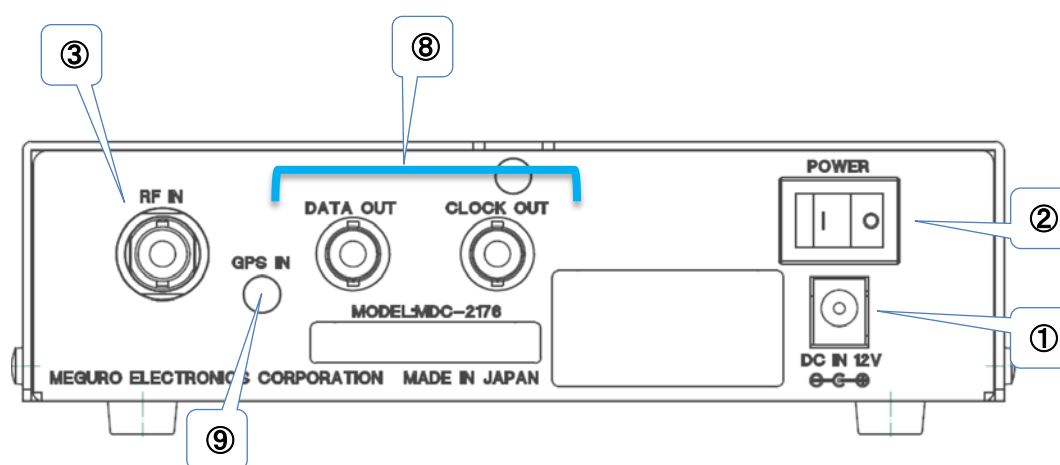 ③
⑧
POWER
RF IN
DATA OUT
CLOCK OUT
I
O
②
GPS IN
MODEL:MDC-2176
①
DC IN 12V
MEGURO ELECTRONICS CORPORATION MADE IN JAPAN
⑨